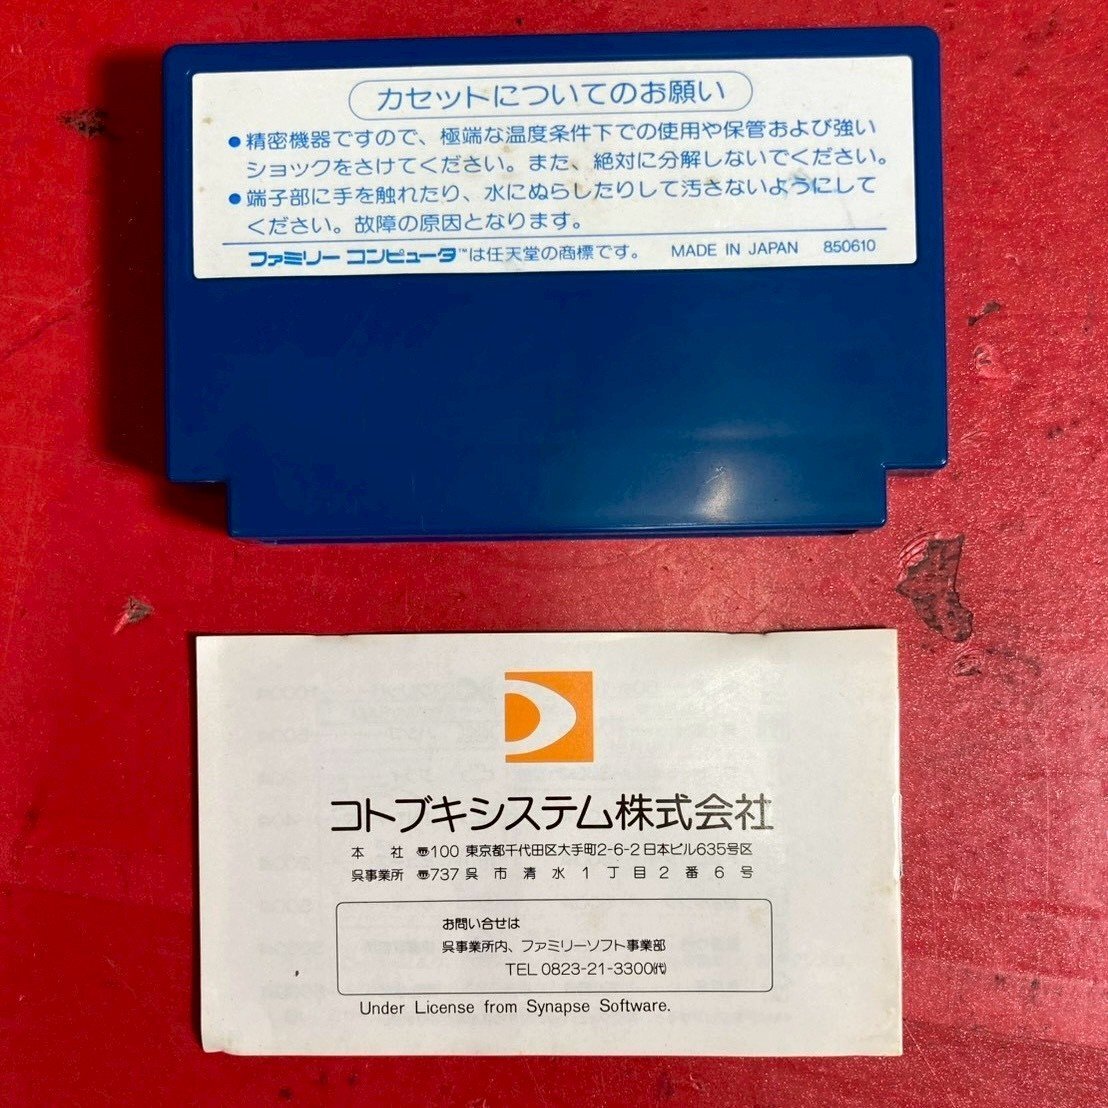 カセットについてのお願い
●精密機器ですので、極端な温度条件下での使用や保管および強い
ショックをさけてください。また、絶対に分解しないでください。
●端子部に手を触れたり、水にぬらしたりして汚さないようにして
ください。故障の原因となります。
ファミリー コンピュータ™は任天堂の商標です。 MADE IN JAPAN 850610
コトブキシステム株式会社
本 社 〠100 東京都千代田区大手町2-6-2日本ビル635号区
呉事業所 〠737 呉市清水1丁目2番6号
お問い合せは
呉事業所内、ファミリーソフト事業部
TEL 0823-21-3300㈹
Under License from Synapse Software.